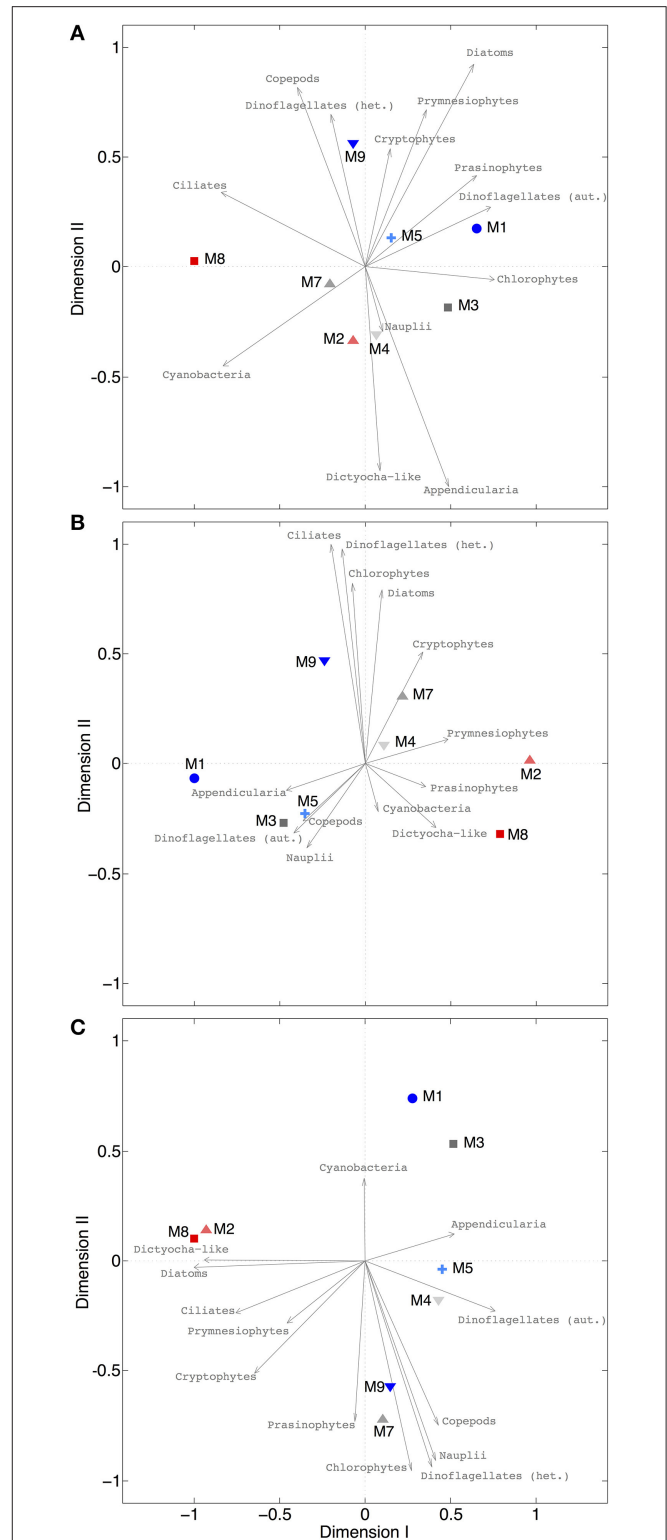 A
1
Diatoms
Copepods
Prymnesiophytes
Dinoflagellates (het.)
0.5
Cryptophytes
M9
Prasinophytes
Ciliates
Dinoflagellates (aut.)
M5
M1
Dimension II
0
M8
M7
Chlorophytes
M3
Nauplii
M2
M4
Cyanobacteria
-0.5
Dictyocha-like
Appendicularia
-1
B
Ciliates
1
Dinoflagellates (het.)
Chlorophytes
Diatoms
Cryptophytes
0.5
M9
M7
M4
Prymnesiophytes
Dimension II
M1
0
M2
Appendicularia
Prasinophytes
M5
Cyanobacteria
M3
Copepods
Dictyocha-like
M8
Dinoflagellates (aut.)
Nauplii
-0.5
-1
C
1
M1
M3
0.5
Cyanobacteria
Appendicularia
M8
M2
Dictyocha-like
Dimension II
0
M5
Diatoms
M4
Ciliates
Dinoflagellates (aut.)
Prymnesiophytes
Cryptophytes
-0.5
M9
Prasinophytes
M7
Copepods
Nauplii
Chlorophytes
Dinoflagellates (het.)
-1
-1 -0.5 0 0.5 1
Dimension I